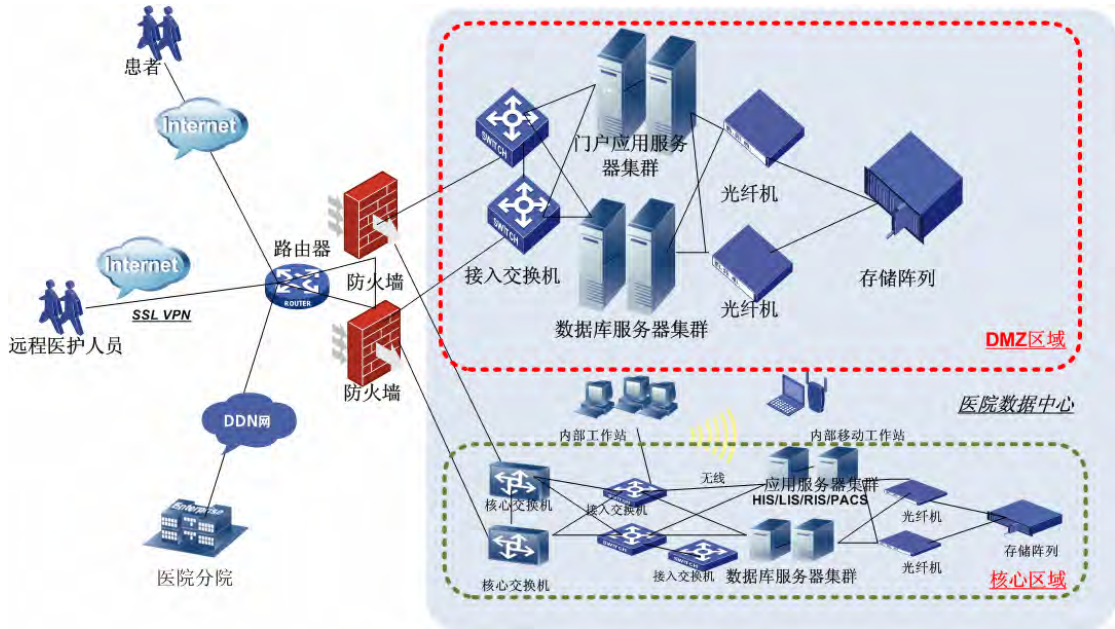 患者
Internet
Internet
SSL VPN
远程医护人员
路由器
ROUTER
DDN网
医院分院
防火墙
防火墙
SWITCH
SWITCH
接入交换机
门户应用服务
器集群
数据库服务器集群
光纤机
光纤机
存储阵列
DMZ区域
医院数据中心
内部工作站
内部移动工作站
无线
核心交换机
核心交换机
接入交换机
接入交换机
应用服务器集群
HIS/LIS/RIS/PACS
数据库服务器集群
光纤机
光纤机
存储阵列
核心区域